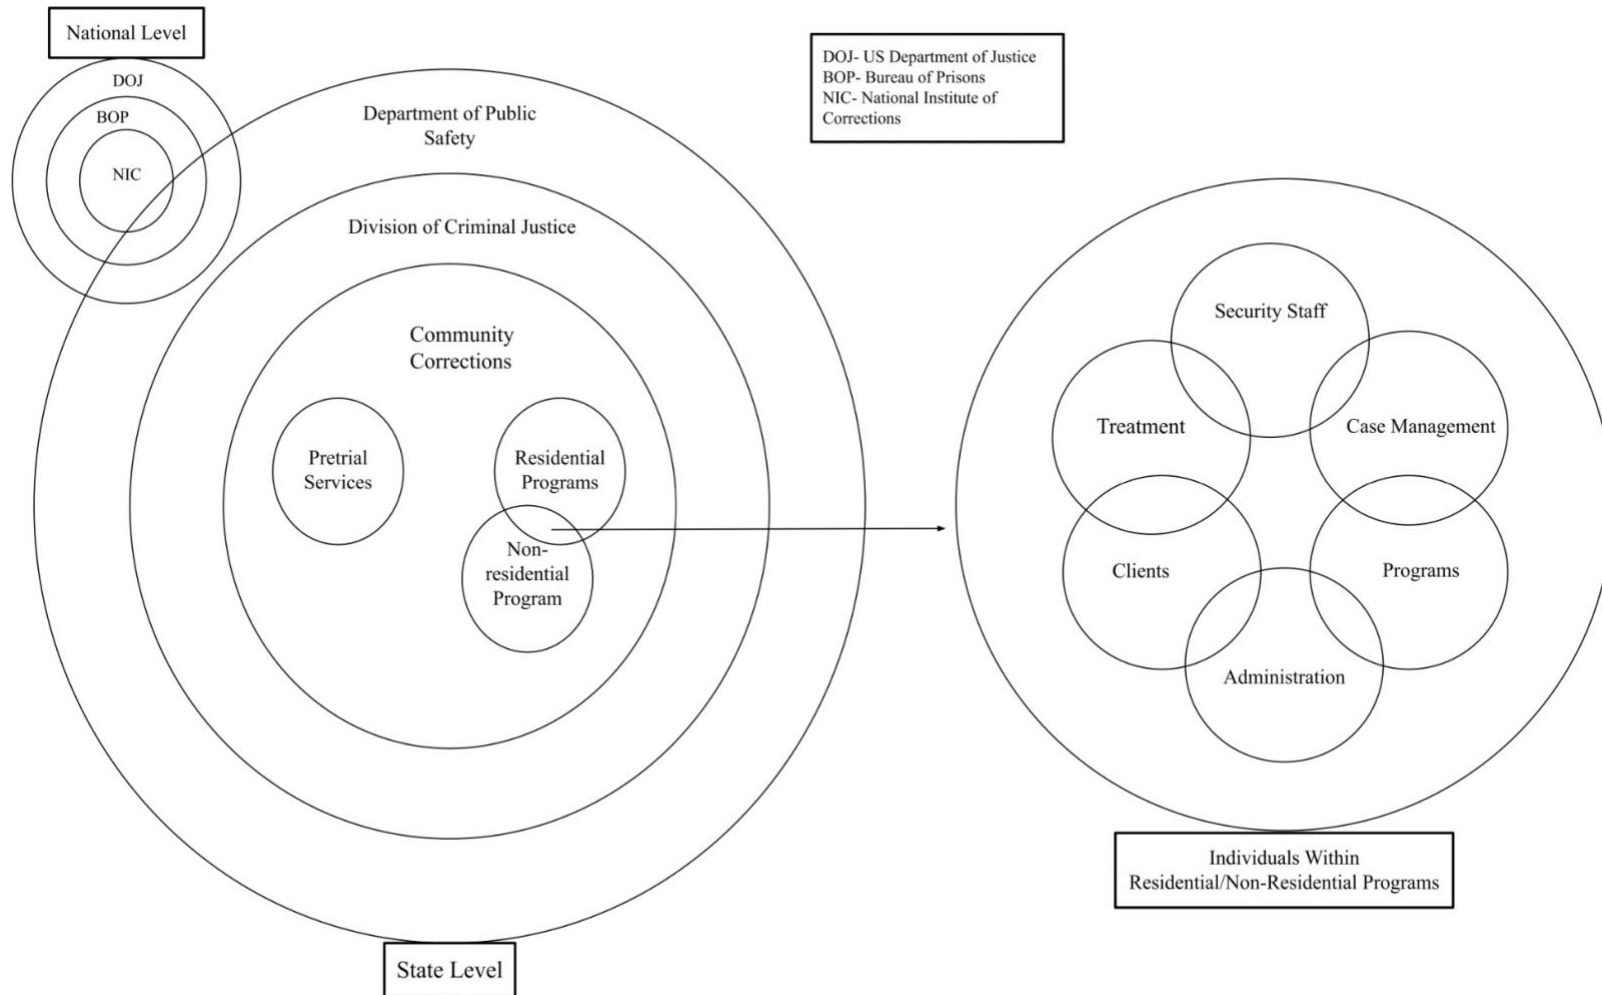 National Level
DOJ
BOP
NIC
DOJ- US Department of Justice
BOP- Bureau of Prisons
NIC- National Institute of
Corrections
Department of Public
Safety
Division of Criminal Justice
Community
Corrections
Pretrial
Services
Residential
Programs
Non-
residential
Program
State Level
Security Staff
Treatment
Case Management
Clients
Programs
Administration
Individuals Within
Residential/Non-Residential Programs